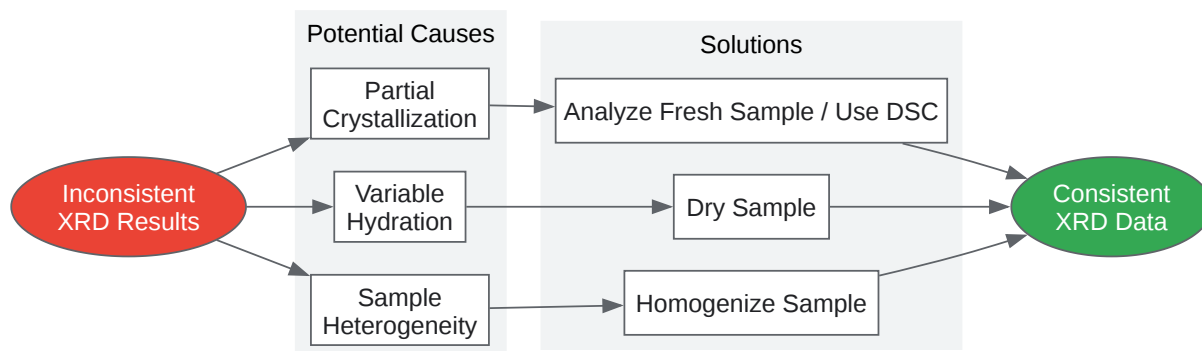 Potential Causes
Solutions
Partial
Crystallization
Analyze Fresh Sample / Use DSC
Inconsistent
XRD Results
Variable
Hydration
Dry Sample
Consistent
XRD Data
Sample
Heterogeneity
Homogenize Sample